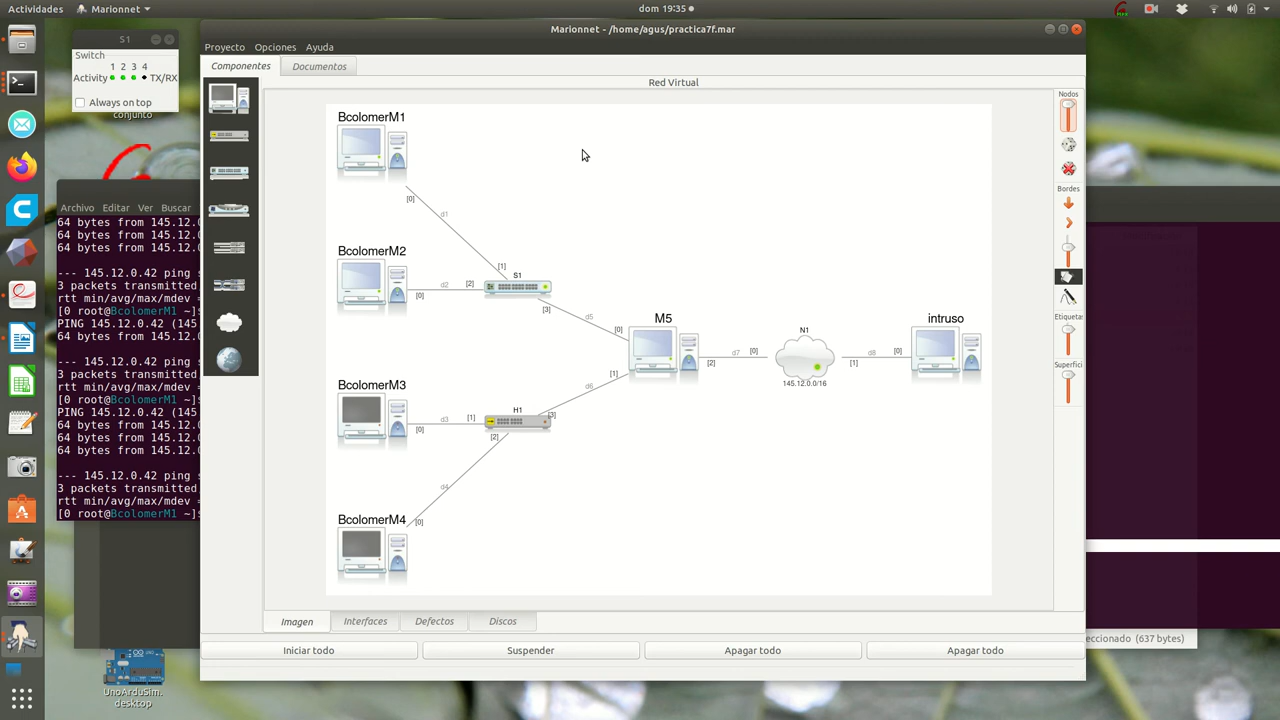 Actividades
Marionnet
dom 19:35
S1
Switch
1 2 3 4
Activity TX/RX
Always on top
conjunto
Marionnet - /home/agus/practica7f.mar
Proyecto Opciones Ayuda
Componentes Documentos
Red Virtual
Archivo Editar Ver Buscar
64 bytes from 145.12.0
64 bytes from 145.12.0
64 bytes from 145.12.0
--- 145.12.0.42 ping s
3 packets transmitted
rtt min/avg/max/mdev =
[0 root@BcolomerM1 ~]
PING 145.12.0.42 (145
64 bytes from 145.12.0
--- 145.12.0.42 ping s
1 packets transmitted
rtt min/avg/max/mdev =
[0 root@BcolomerM1 ~]
PING 145.12.0.42 (145
64 bytes from 145.12.0
64 bytes from 145.12.0
64 bytes from 145.12.0
--- 145.12.0.42 ping s
3 packets transmitted
rtt min/avg/max/mdev =
[0 root@BcolomerM1 ~]
BcolomerM1
[0]
d1
[1]
BcolomerM2
[0]
d2
[2]
S1
[3]
d5
[0]
M5
[1]
d6
BcolomerM3
[0]
d3
[1]
H1
[3]
[2]
d4
BcolomerM4
[0]
[2]
d7
[0]
N1
145.12.0.0/16
[1]
d8
[0]
intruso
Nodos
Bordes
Etiquetas
Superfici
Imagen Interfaces Defectos Discos
Iniciar todo Suspender Apagar todo Apagar todo
eccionado (637 bytes)
UnoArduSim.
desktop